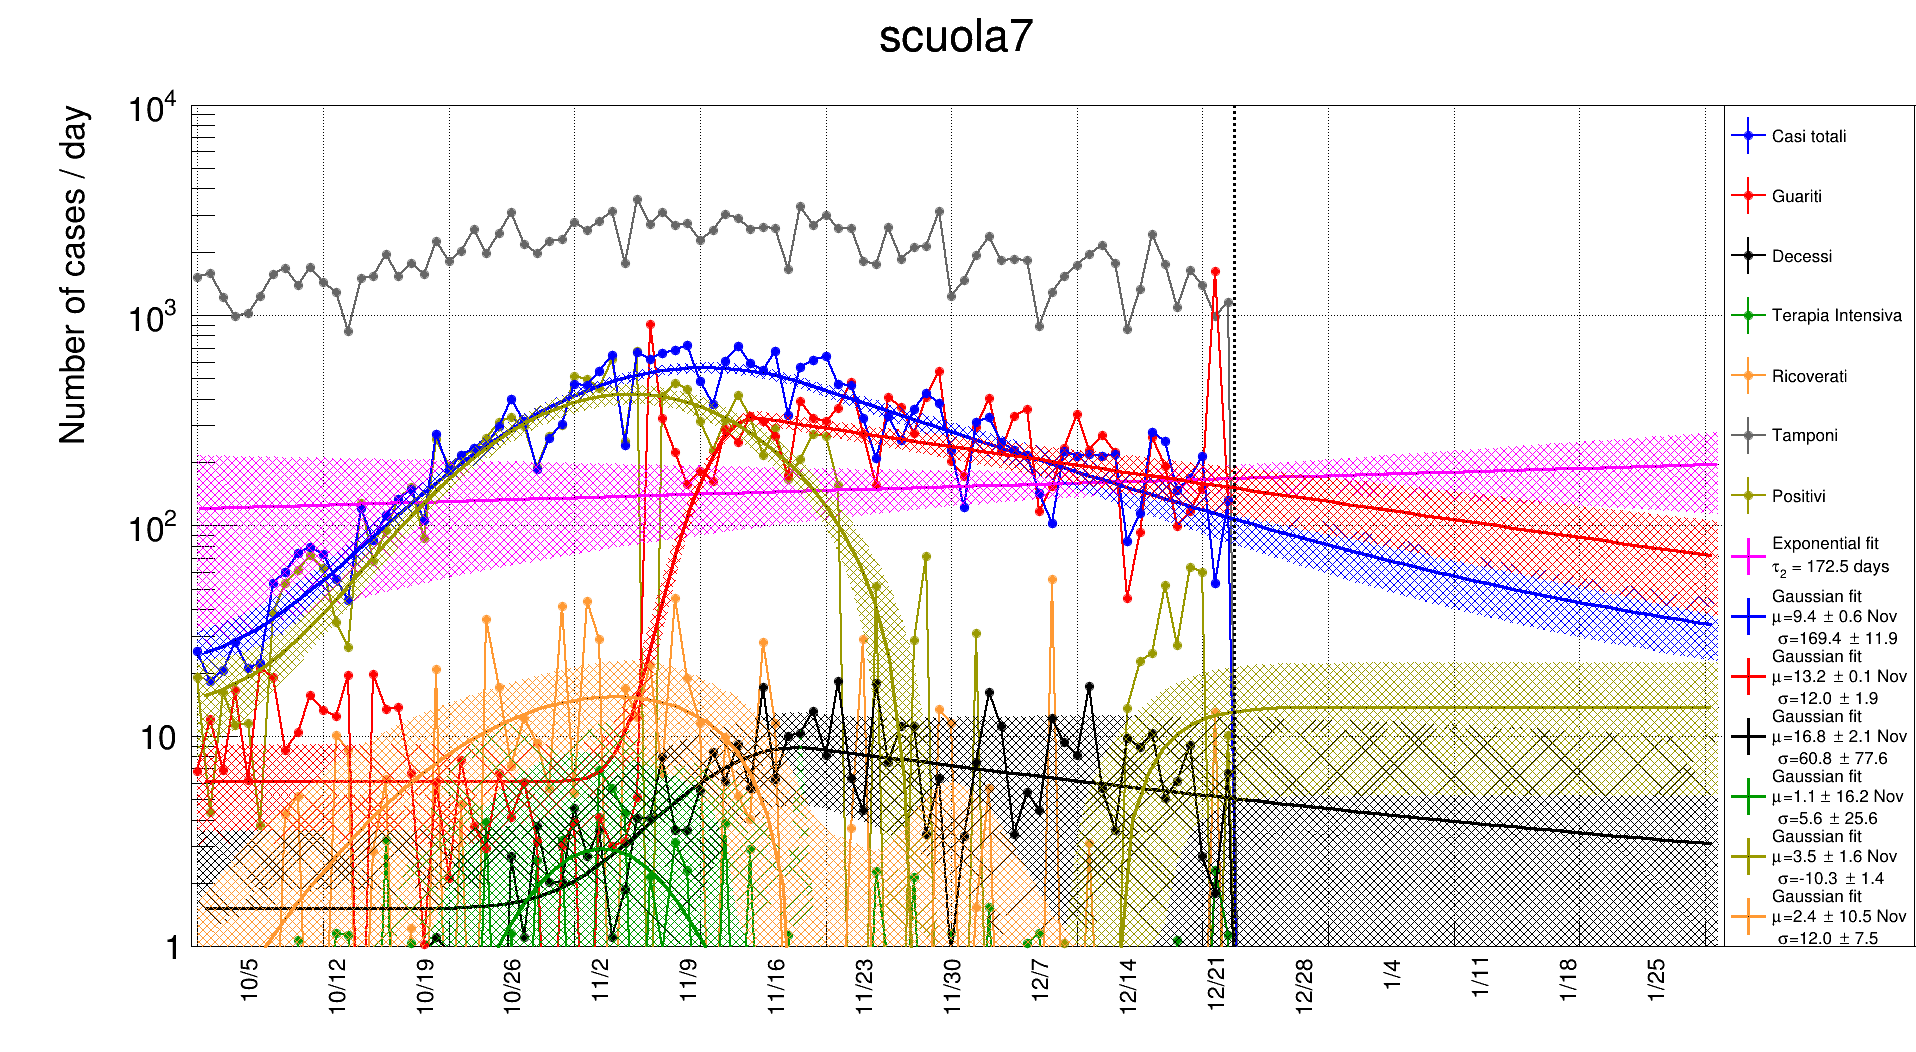 scuola7
Number of cases / day
10^4
10^3
10^2
10
1
10/5
10/12
10/19
10/26
11/2
11/9
11/16
11/23
11/30
12/7
12/14
12/21
12/28
1/4
1/11
1/18
1/25
Casi totali
Guariti
Decessi
Terapia Intensiva
Ricoverati
Tamponi
Positivi
Exponential fit
τ₂ = 172.5 days
Gaussian fit
μ=9.4 ± 0.6 Nov
σ=169.4 ± 11.9
Gaussian fit
μ=13.2 ± 0.1 Nov
σ=12.0 ± 1.9
Gaussian fit
μ=16.8 ± 2.1 Nov
σ=60.8 ± 77.6
Gaussian fit
μ=1.1 ± 16.2 Nov
σ=5.6 ± 25.6
Gaussian fit
μ=3.5 ± 1.6 Nov
σ=-10.3 ± 1.4
Gaussian fit
μ=2.4 ± 10.5 Nov
σ=12.0 ± 7.5